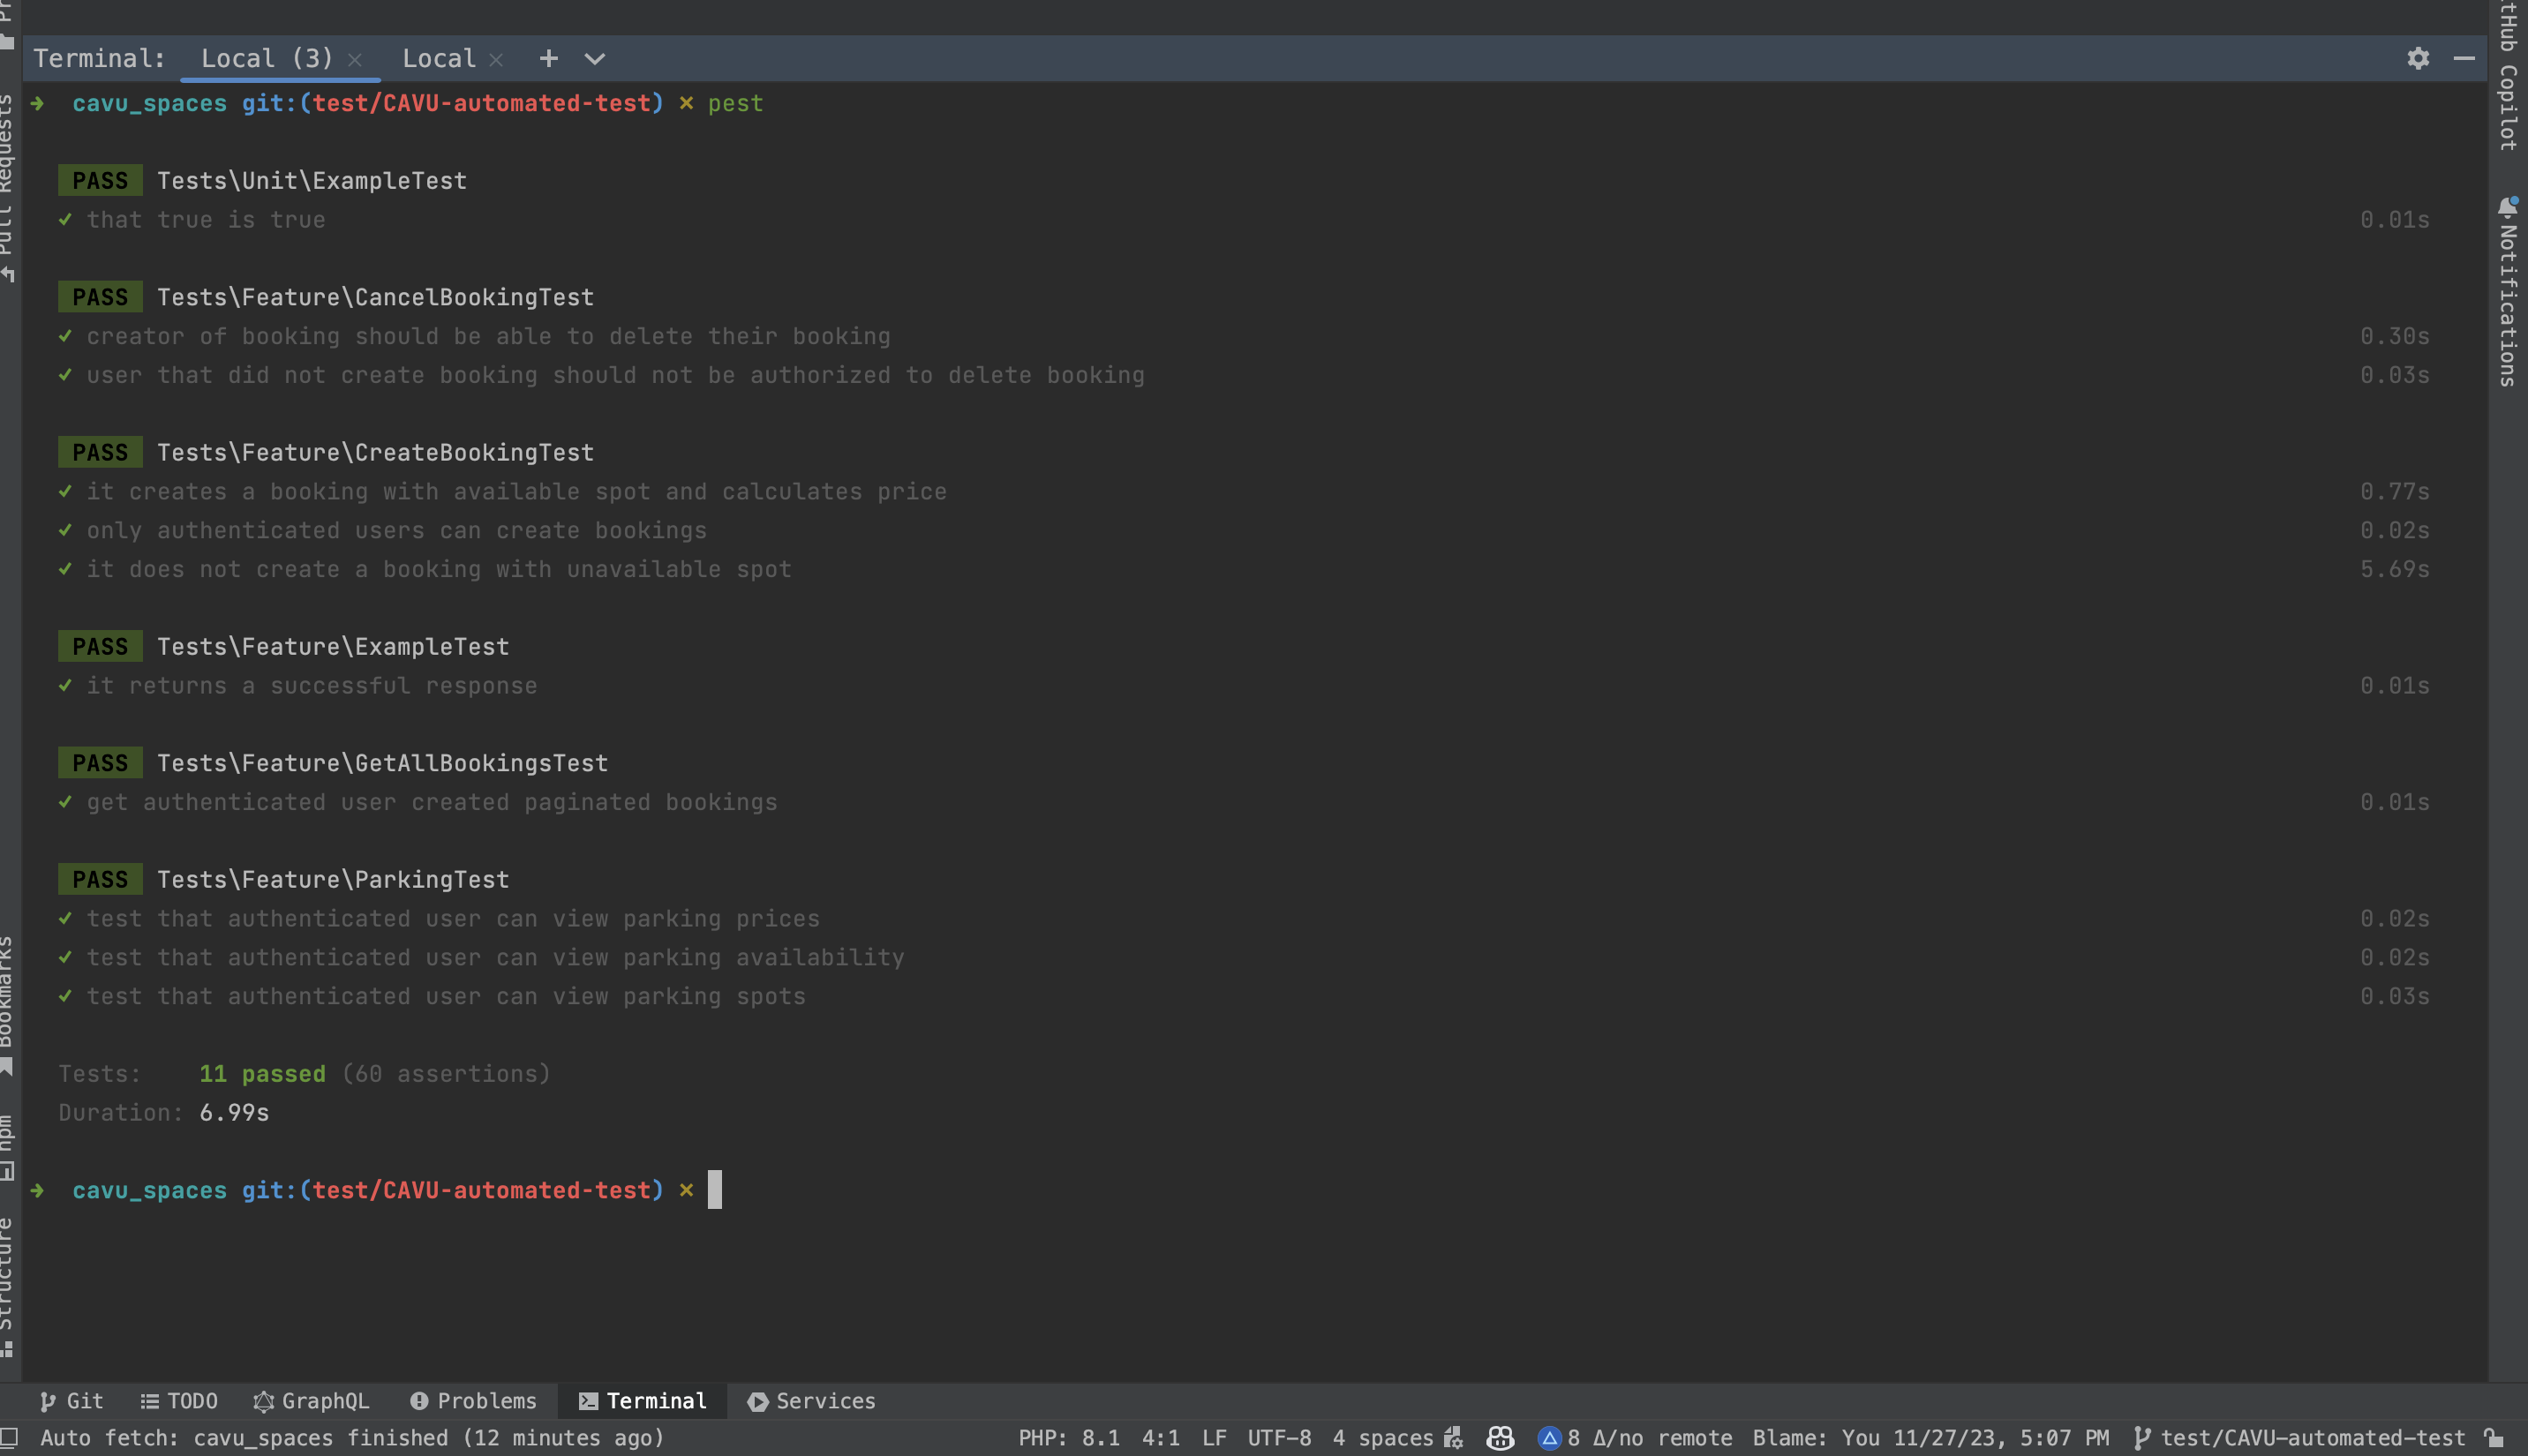 Terminal: Local (3) × Local × +
➜ cavu_spaces git:(test/CAVU-automated-test) × pest
PASS Tests\Unit\ExampleTest
✓ that true is true 0.01s
PASS Tests\Feature\CancelBookingTest
✓ creator of booking should be able to delete their booking 0.30s
✓ user that did not create booking should not be authorized to delete booking 0.03s
PASS Tests\Feature\CreateBookingTest
✓ it creates a booking with available spot and calculates price 0.77s
✓ only authenticated users can create bookings 0.02s
✓ it does not create a booking with unavailable spot 5.69s
PASS Tests\Feature\ExampleTest
✓ it returns a successful response 0.01s
PASS Tests\Feature\GetAllBookingsTest
✓ get authenticated user created paginated bookings 0.01s
PASS Tests\Feature\ParkingTest
✓ test that authenticated user can view parking prices 0.02s
✓ test that authenticated user can view parking availability 0.02s
✓ test that authenticated user can view parking spots 0.03s
Tests: 11 passed (60 assertions)
Duration: 6.99s
➜ cavu_spaces git:(test/CAVU-automated-test) ×
Git TODO GraphQL Problems Terminal Services
Auto fetch: cavu_spaces finished (12 minutes ago) PHP: 8.1 4:1 LF UTF-8 4 spaces 8 Δ/no remote Blame: You 11/27/23, 5:07 PM test/CAVU-automated-test
Pull Requests
Bookmarks
npm
Structure
Copilot
Notifications